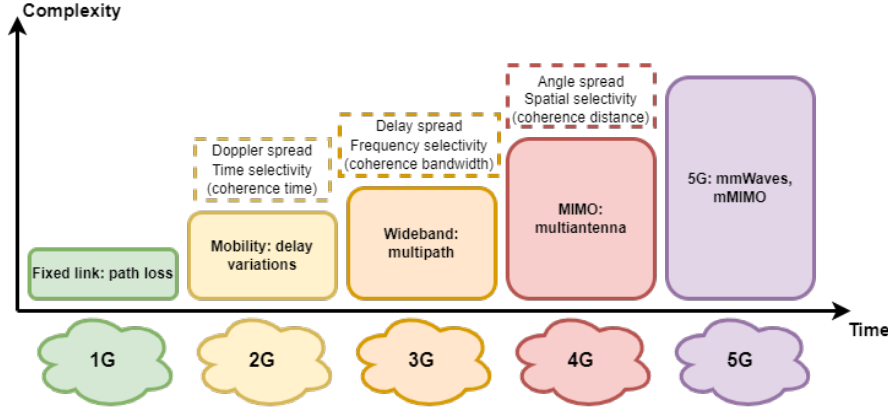 Complexity
Angle spread
Spatial selectivity
(coherence distance)
Delay spread
Frequency selectivity
(coherence bandwidth)
Doppler spread
Time selectivity
(coherence time)
Fixed link: path loss
Mobility: delay
variations
Wideband:
multipath
MIMO:
multiantenna
5G: mmWaves,
mMIMO
Time
1G
2G
3G
4G
5G